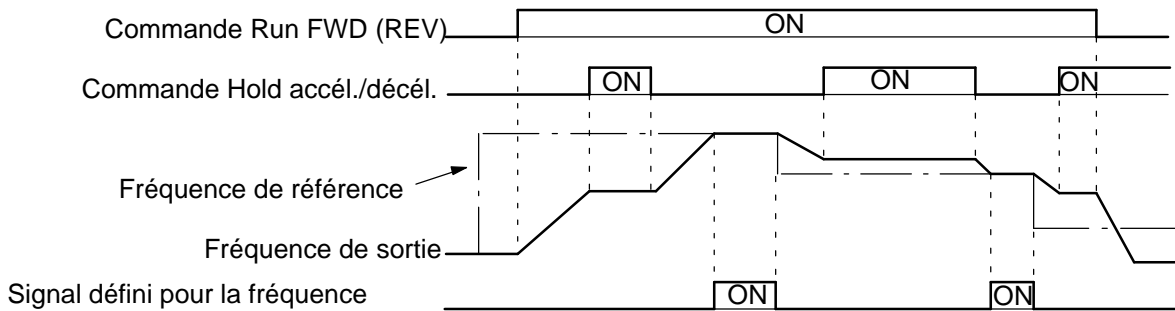 Commande Run FWD (REV)
ON
Commande Hold accél./décél.
ON
ON
ON
Fréquence de référence
Fréquence de sortie
Signal défini pour la fréquence
ON
ON